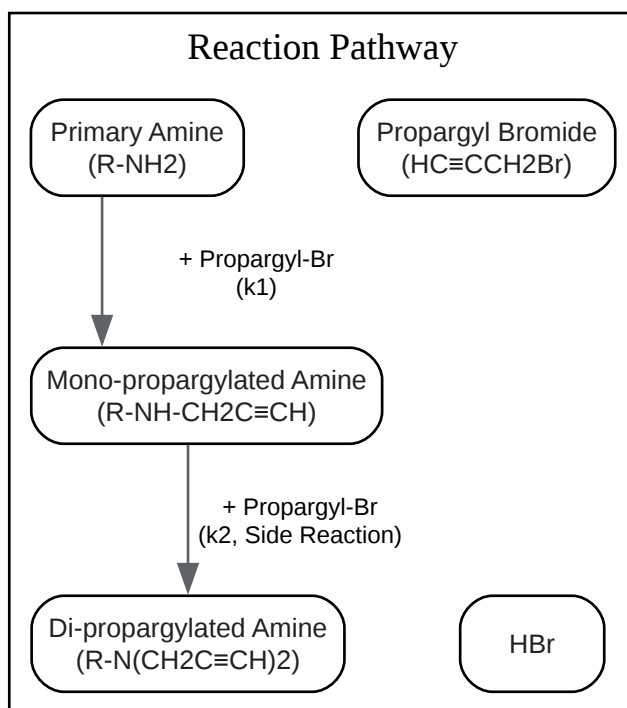 Reaction Pathway
Primary Amine
(R-NH2)
Propargyl Bromide
(HC≡CCH2Br)
+ Propargyl-Br
(k1)
Mono-propargylated Amine
(R-NH-CH2C≡CH)
+ Propargyl-Br
(k2, Side Reaction)
Di-propargylated Amine
(R-N(CH2C≡CH)2)
HBr